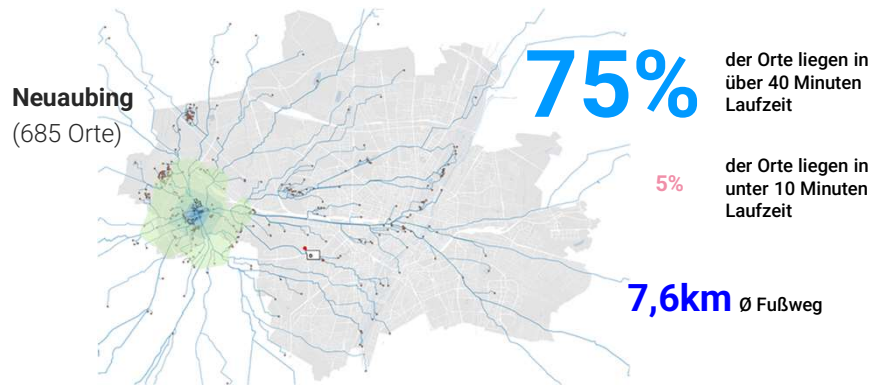 Neuaubing
(685 Orte)
75%
der Orte liegen in
über 40 Minuten
Laufzeit
5%
der Orte liegen in
unter 10 Minuten
Laufzeit
7,6km Ø Fußweg